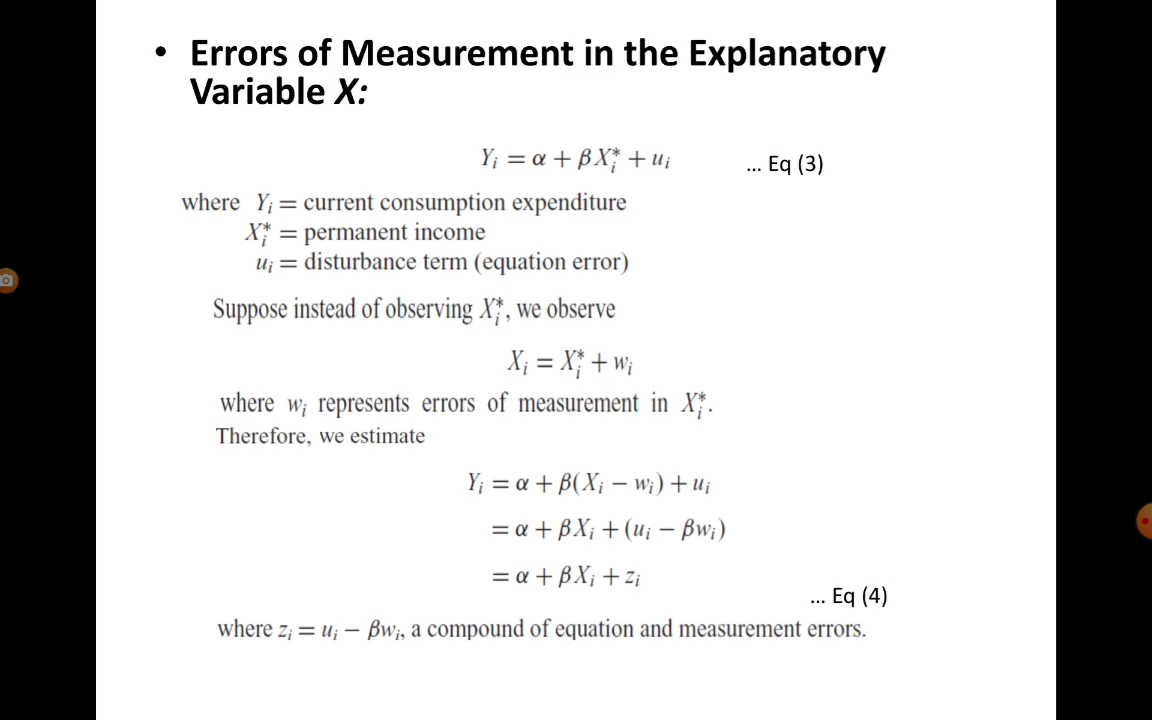 • Errors of Measurement in the Explanatory
Variable X:
Yᵢ = α + βXᵢ* + uᵢ ... Eq (3)
where Yᵢ = current consumption expenditure
Xᵢ* = permanent income
uᵢ = disturbance term (equation error)
Suppose instead of observing Xᵢ*, we observe
Xᵢ = Xᵢ* + wᵢ
where wᵢ represents errors of measurement in Xᵢ*.
Therefore, we estimate
Yᵢ = α + β(Xᵢ − wᵢ) + uᵢ
= α + βXᵢ + (uᵢ − βwᵢ)
= α + βXᵢ + zᵢ
... Eq (4)
where zᵢ = uᵢ − βwᵢ, a compound of equation and measurement errors.